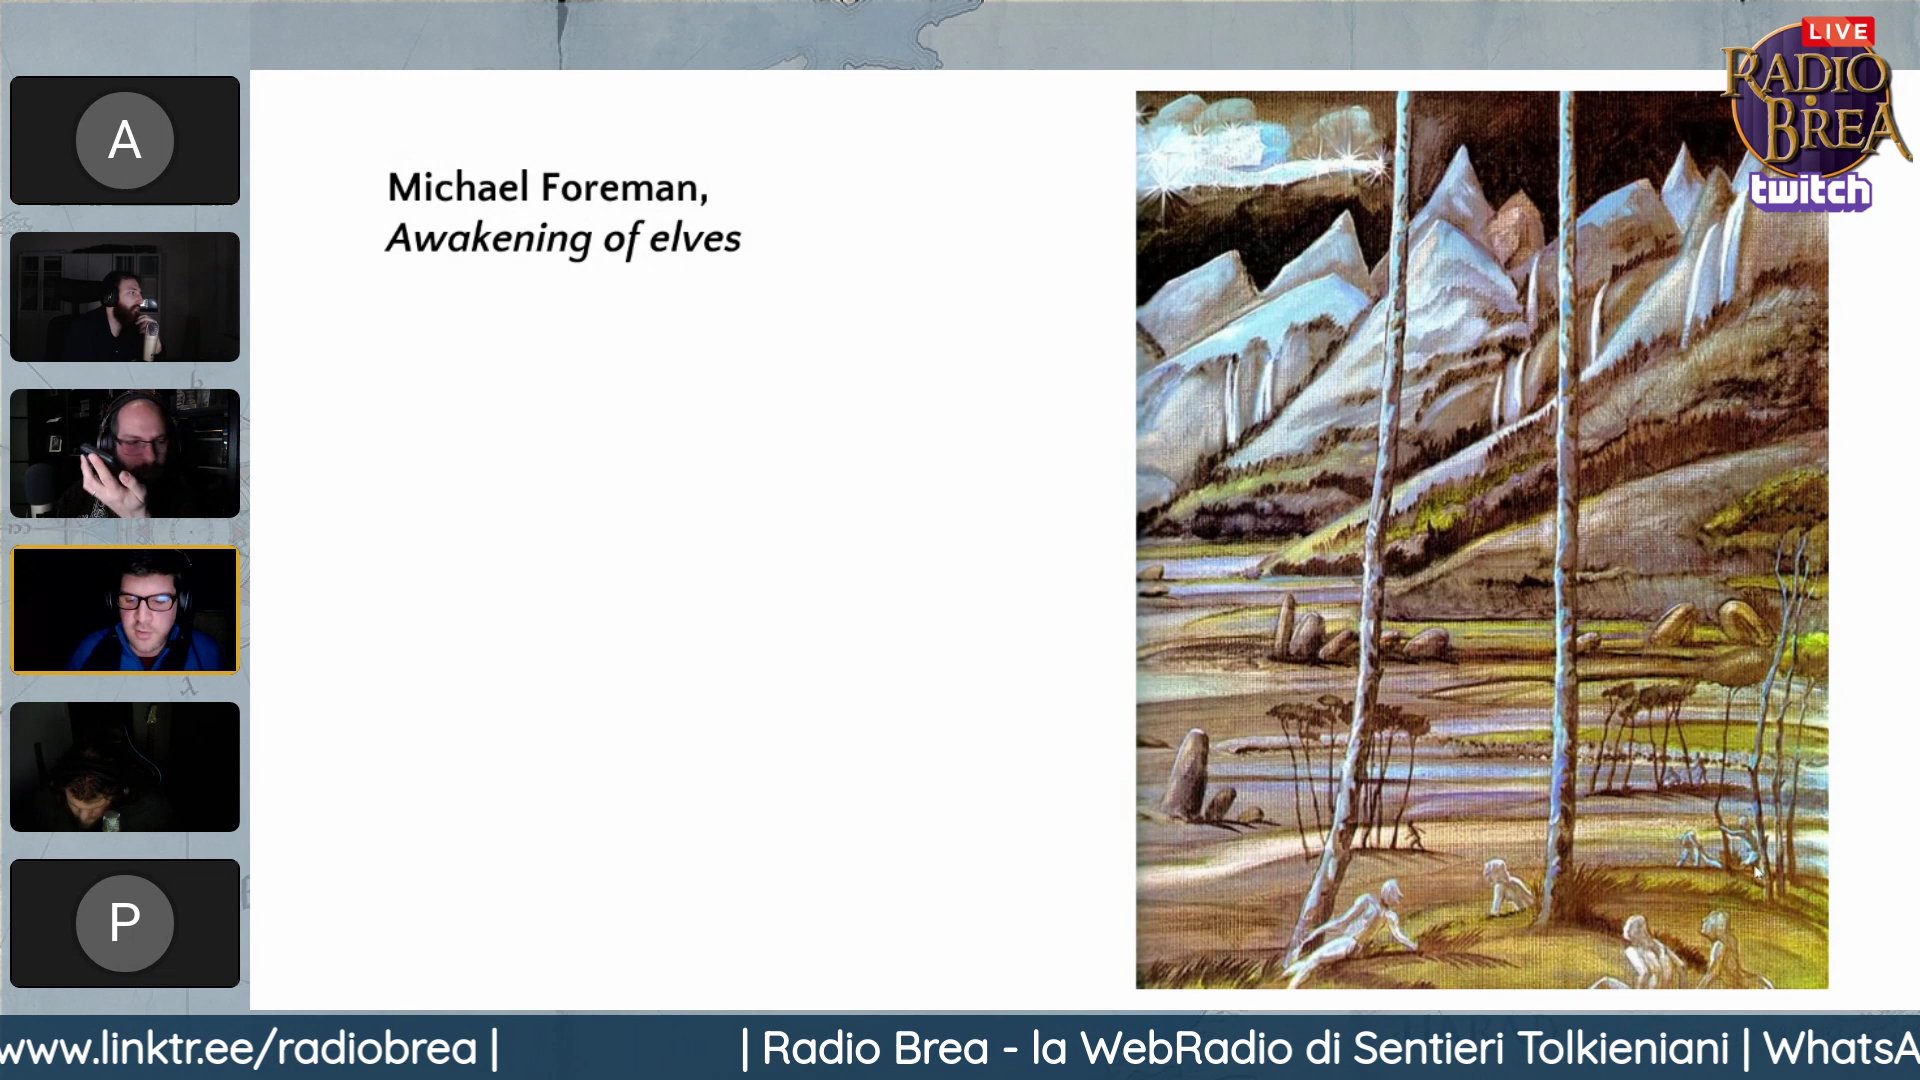 LIVE
RADIO
BREA
twitch
A
Michael Foreman,
Awakening of elves
P
www.linktr.ee/radiobrea | | Radio Brea - la WebRadio di Sentieri Tolkieniani | WhatsA